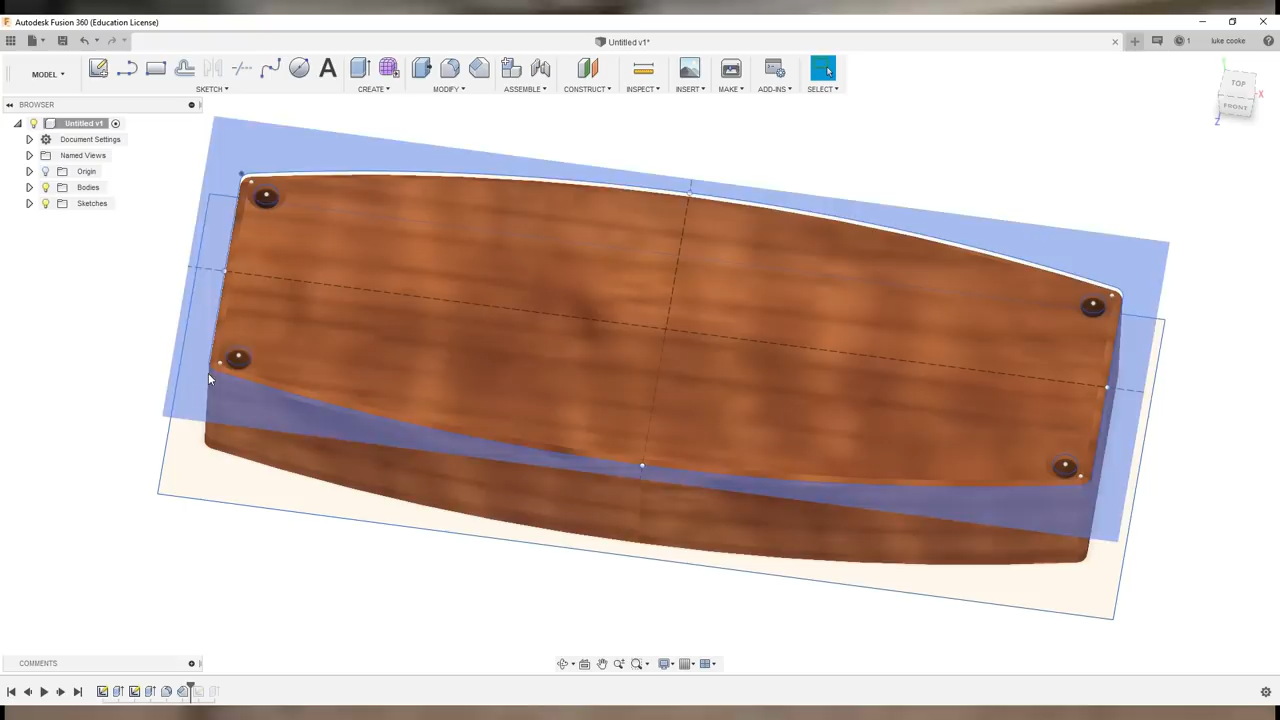 Autodesk Fusion 360 (Education License)
Untitled v1*
luke cooke
1
MODEL
SKETCH
CREATE
MODIFY
ASSEMBLE
CONSTRUCT
INSPECT
INSERT
MAKE
ADD-INS
SELECT
TOP
FRONT
X
Z
BROWSER
Untitled v1
Document Settings
Named Views
Origin
Bodies
Sketches
COMMENTS